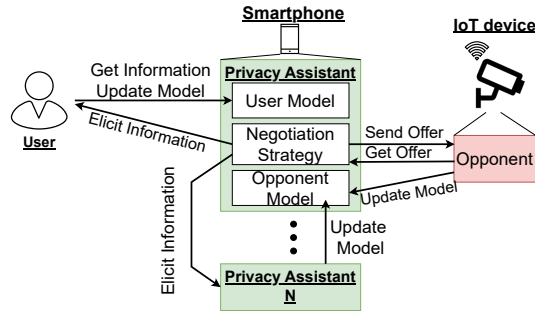 Smartphone
IoT device
Privacy Assistant
Get Information
Update Model
User Model
Elicit Information
User
Negotiation
Strategy
Send Offer
Get Offer
Opponent
Opponent
Model
Update Model
Elicit Information
Update
Model
Privacy Assistant
N